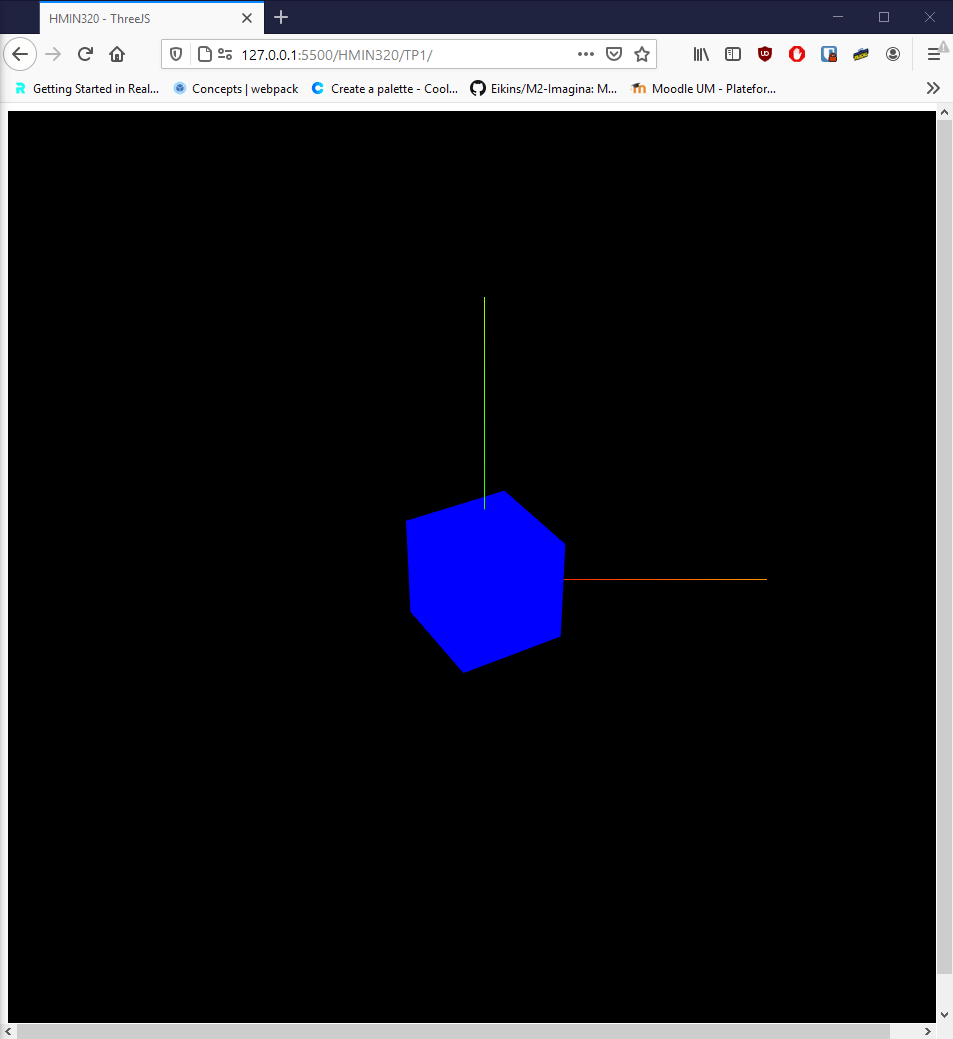 HMIN320 - ThreeJS
127.0.0.1:5500/HMIN320/TP1/
Getting Started in Real... Concepts | webpack Create a palette - Cool... Eikins/M2-Imagina: M... Moodle UM - Platefor...